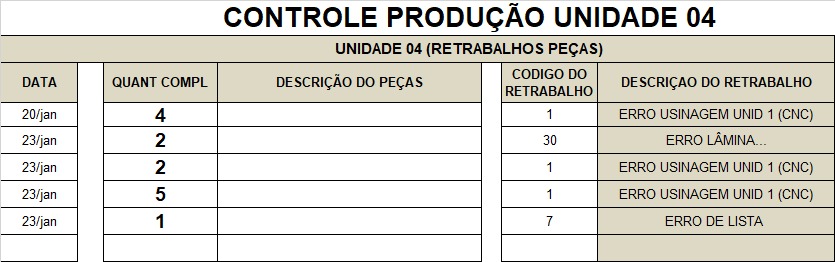 CONTROLE PRODUÇÃO UNIDADE 04
UNIDADE 04 (RETRABALHOS PEÇAS)
DATA QUANT COMPL DESCRIÇÃO DO PEÇAS CODIGO DO RETRABALHO DESCRIÇAO DO RETRABALHO
20/jan 4 1 ERRO USINAGEM UNID 1 (CNC)
23/jan 2 30 ERRO LÂMINA...
23/jan 2 1 ERRO USINAGEM UNID 1 (CNC)
23/jan 5 1 ERRO USINAGEM UNID 1 (CNC)
23/jan 1 7 ERRO DE LISTA